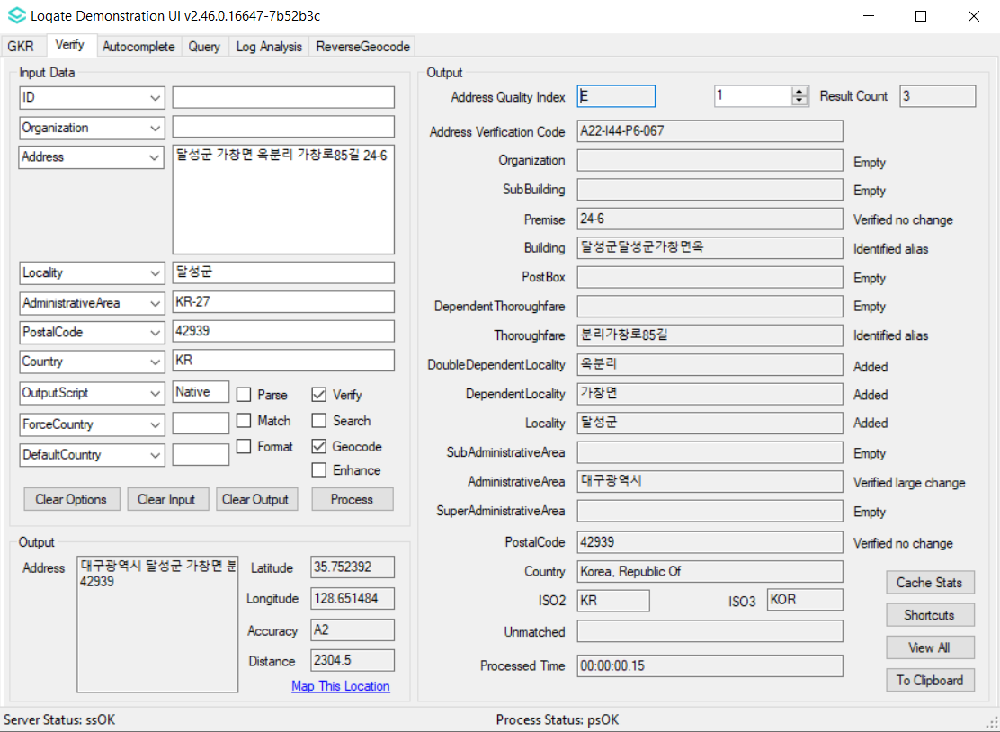 Loqate Demonstration UI v2.46.0.16647-7b52b3c
GKR Verify Autocomplete Query Log Analysis ReverseGeocode
Input Data
ID
Organization
Address 달성군 가창면 옥분리 가창로85길 24-6
Locality 달성군
AdministrativeArea KR-27
PostalCode 42939
Country KR
OutputScript Native Parse Verify
ForceCountry Match Search
DefaultCountry Format Geocode
Enhance
Clear Options Clear Input Clear Output Process
Output
Address 대구광역시 달성군 가창면 분
42939
Latitude 35.752392
Longitude 128.651484
Accuracy A2
Distance 2304.5
Map This Location
Output
Address Quality Index E 1 Result Count 3
Address Verification Code A22-I44-P6-067
Organization Empty
SubBuilding Empty
Premise 24-6 Verified no change
Building 달성군달성군가창면옥 Identified alias
PostBox Empty
DependentThoroughfare Empty
Thoroughfare 분리가창로85길 Identified alias
DoubleDependentLocality 옥분리 Added
DependentLocality 가창면 Added
Locality 달성군 Added
SubAdministrativeArea Empty
AdministrativeArea 대구광역시 Verified large change
SuperAdministrativeArea Empty
PostalCode 42939 Verified no change
Country Korea, Republic Of
ISO2 KR ISO3 KOR
Unmatched
Processed Time 00:00:00.15
Cache Stats
Shortcuts
View All
To Clipboard
Server Status: ssOK Process Status: psOK